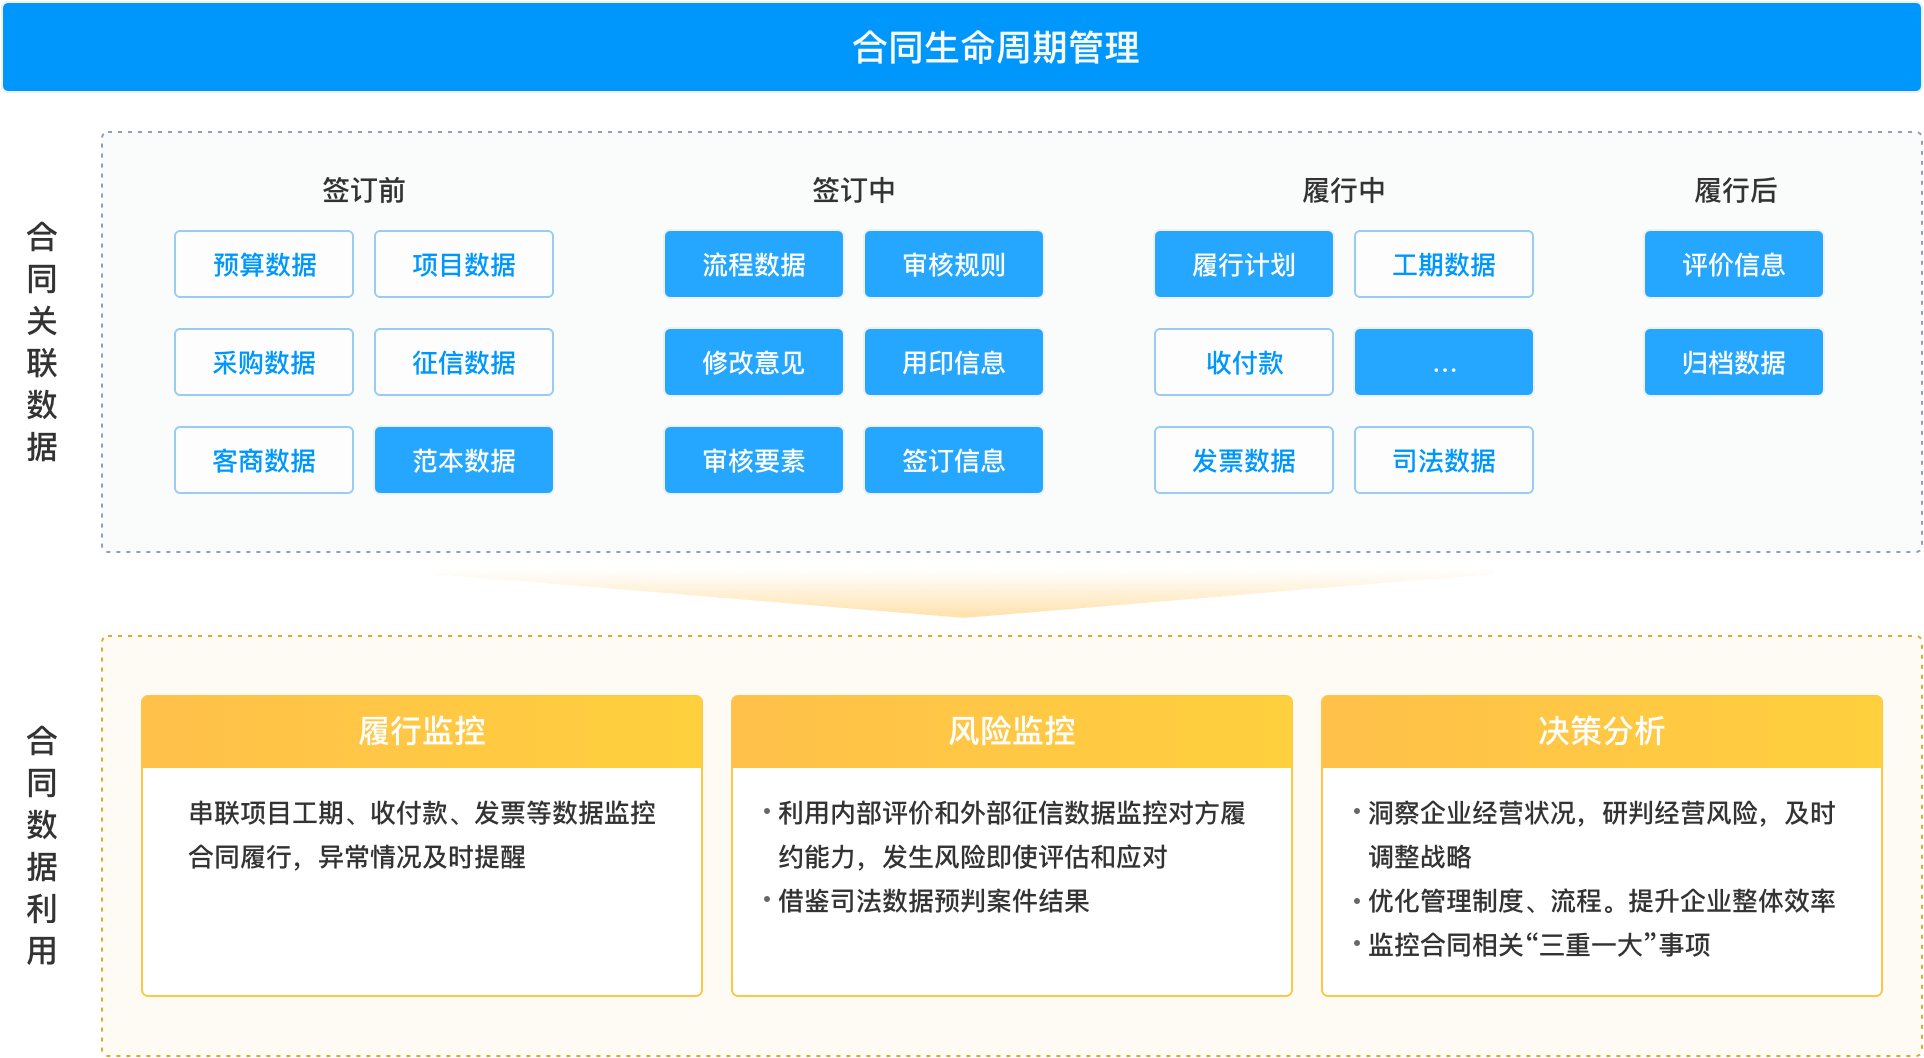 合同生命周期管理
合同关联数据
签订前
预算数据
项目数据
采购数据
征信数据
客商数据
范本数据
签订中
流程数据
审核规则
修改意见
用印信息
审核要素
签订信息
履行中
履行计划
工期数据
收付款
...
发票数据
司法数据
履行后
评价信息
归档数据
合同数据利用
履行监控
串联项目工期、收付款、发票等数据监控
合同履行，异常情况及时提醒
风险监控
·利用内部评价和外部征信数据监控对方履
约能力，发生风险即使评估和应对
·借鉴司法数据预判案件结果
决策分析
·洞察企业经营状况，研判经营风险，及时
调整战略
·优化管理制度、流程。提升企业整体效率
·监控合同相关“三重一大”事项